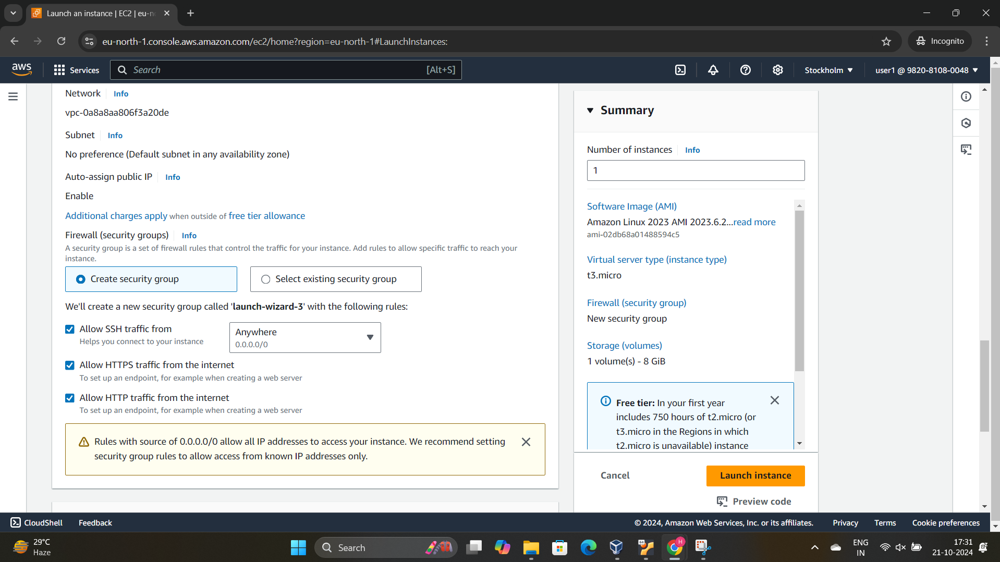 Launch an instance | EC2 | eu-n
eu-north-1.console.aws.amazon.com/ec2/home?region=eu-north-1#LaunchInstances:
Incognito
aws
Services
Search
[Alt+S]
Stockholm
user1 @ 9820-8108-0048
Network
Info
vpc-0a8a8aa806f3a20de
Subnet
Info
No preference (Default subnet in any availability zone)
Auto-assign public IP
Info
Enable
Additional charges apply when outside of free tier allowance
Firewall (security groups)
Info
A security group is a set of firewall rules that control the traffic for your instance. Add rules to allow specific traffic to reach your
instance.
Create security group
Select existing security group
We'll create a new security group called 'launch-wizard-3' with the following rules:
Allow SSH traffic from
Helps you connect to your instance
Anywhere
0.0.0.0/0
Allow HTTPS traffic from the internet
To set up an endpoint, for example when creating a web server
Allow HTTP traffic from the internet
To set up an endpoint, for example when creating a web server
Rules with source of 0.0.0.0/0 allow all IP addresses to access your instance. We recommend setting
security group rules to allow access from known IP addresses only.
Summary
Number of instances
Info
1
Software Image (AMI)
Amazon Linux 2023 AMI 2023.6.2...read more
ami-02db68a01488594c5
Virtual server type (instance type)
t3.micro
Firewall (security group)
New security group
Storage (volumes)
1 volume(s) - 8 GiB
Free tier: In your first year
includes 750 hours of t2.micro (or
t3.micro in the Regions in which
t2.micro is unavailable) instance
Cancel
Launch instance
Preview code
CloudShell
Feedback
© 2024, Amazon Web Services, Inc. or its affiliates.
Privacy
Terms
Cookie preferences
29°C
Haze
Search
64
H
ENG
IN
17:31
21-10-2024